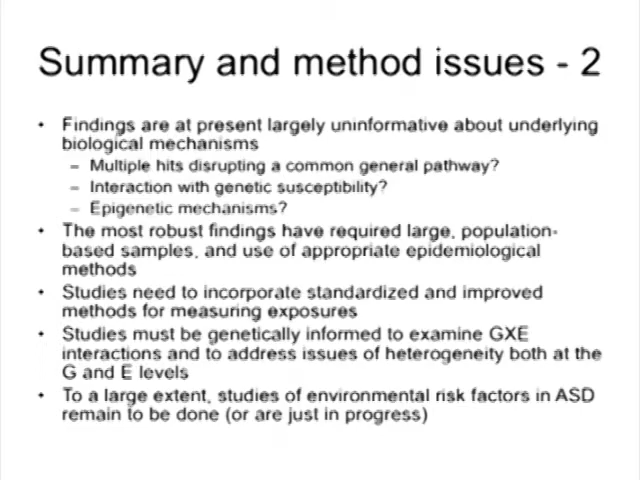 Summary and method issues - 2
• Findings are at present largely uninformative about underlying
biological mechanisms
– Multiple hits disrupting a common general pathway?
– Interaction with genetic susceptibility?
– Epigenetic mechanisms?
• The most robust findings have required large, population-
based samples, and use of appropriate epidemiological
methods
• Studies need to incorporate standardized and improved
methods for measuring exposures
• Studies must be genetically informed to examine GXE
interactions and to address issues of heterogeneity both at the
G and E levels
• To a large extent, studies of environmental risk factors in ASD
remain to be done (or are just in progress)